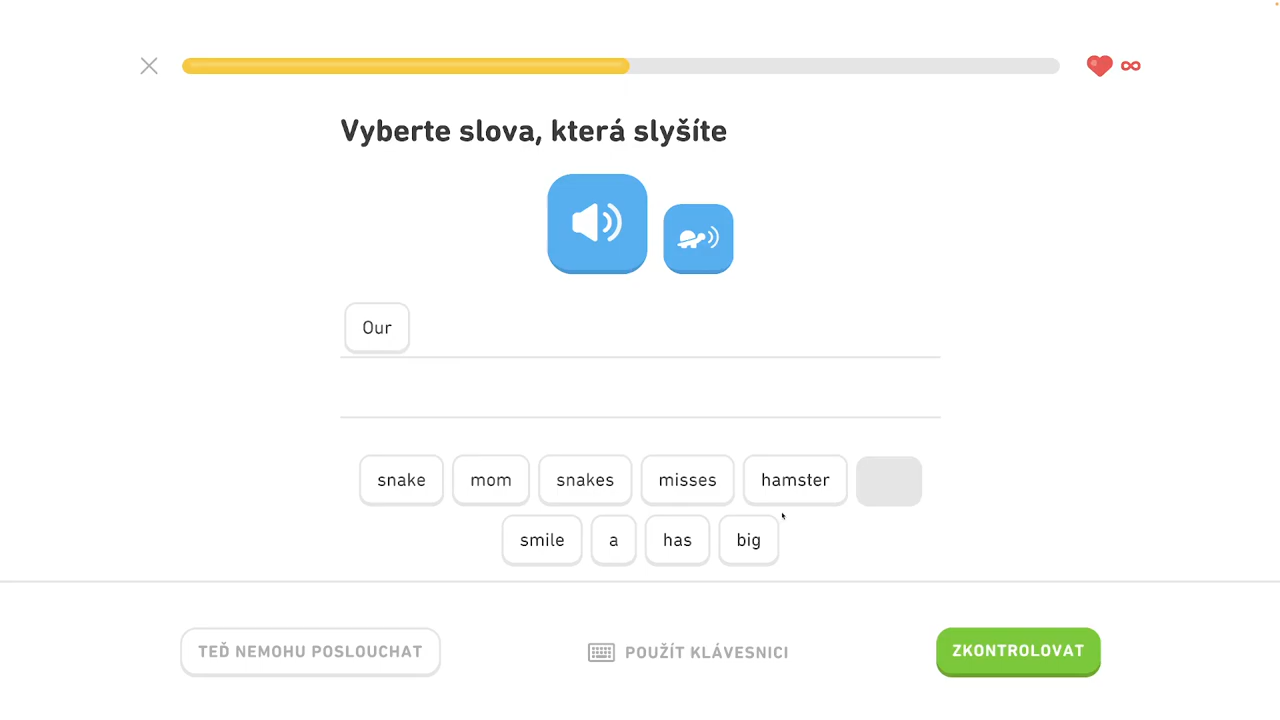 Vyberte slova, která slyšíte
Our
snake mom snakes misses hamster
smile a has big
TEĎ NEMOHU POSLOUCHAT POUŽÍT KLÁVESNICI ZKONTROLOVAT